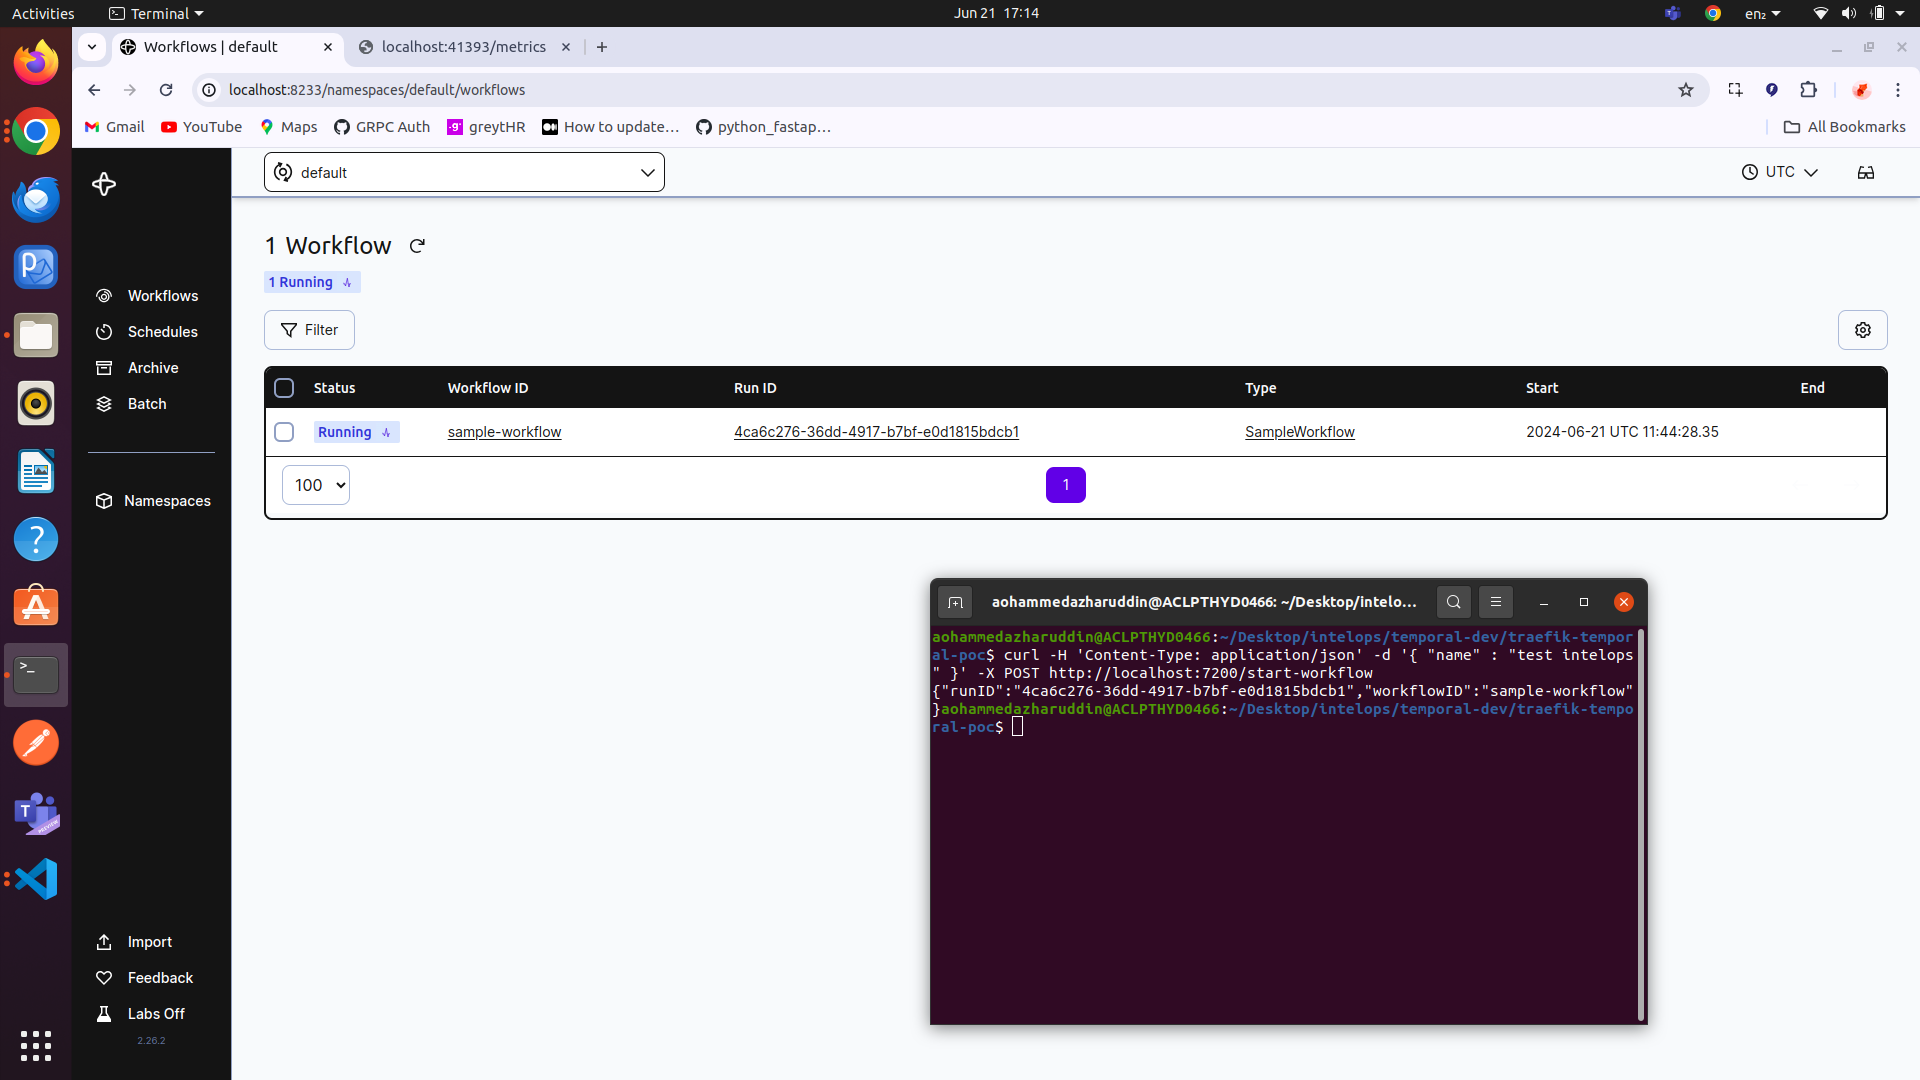 Activities
Terminal
Jun 21 17:14
en₂
Workflows | default
localhost:41393/metrics
localhost:8233/namespaces/default/workflows
Gmail
YouTube
Maps
GRPC Auth
greytHR
How to update…
python_fastap…
All Bookmarks
default
UTC
1 Workflow
1 Running
Filter
Workflows
Schedules
Archive
Batch
Namespaces
Import
Feedback
Labs Off
2.26.2
Status Workflow ID Run ID Type Start End
Running sample-workflow 4ca6c276-36dd-4917-b7bf-e0d1815bdcb1 SampleWorkflow 2024-06-21 UTC 11:44:28.35
100
1
aohammedazharuddin@ACLPTHYD0466: ~/Desktop/intelo...
aohammedazharuddin@ACLPTHYD0466:~/Desktop/intelops/temporal-dev/traefik-tempor
al-poc$ curl -H 'Content-Type: application/json' -d '{ "name" : "test intelops
" }' -X POST http://localhost:7200/start-workflow
{"runID":"4ca6c276-36dd-4917-b7bf-e0d1815bdcb1","workflowID":"sample-workflow"
}aohammedazharuddin@ACLPTHYD0466:~/Desktop/intelops/temporal-dev/traefik-tempo
ral-poc$